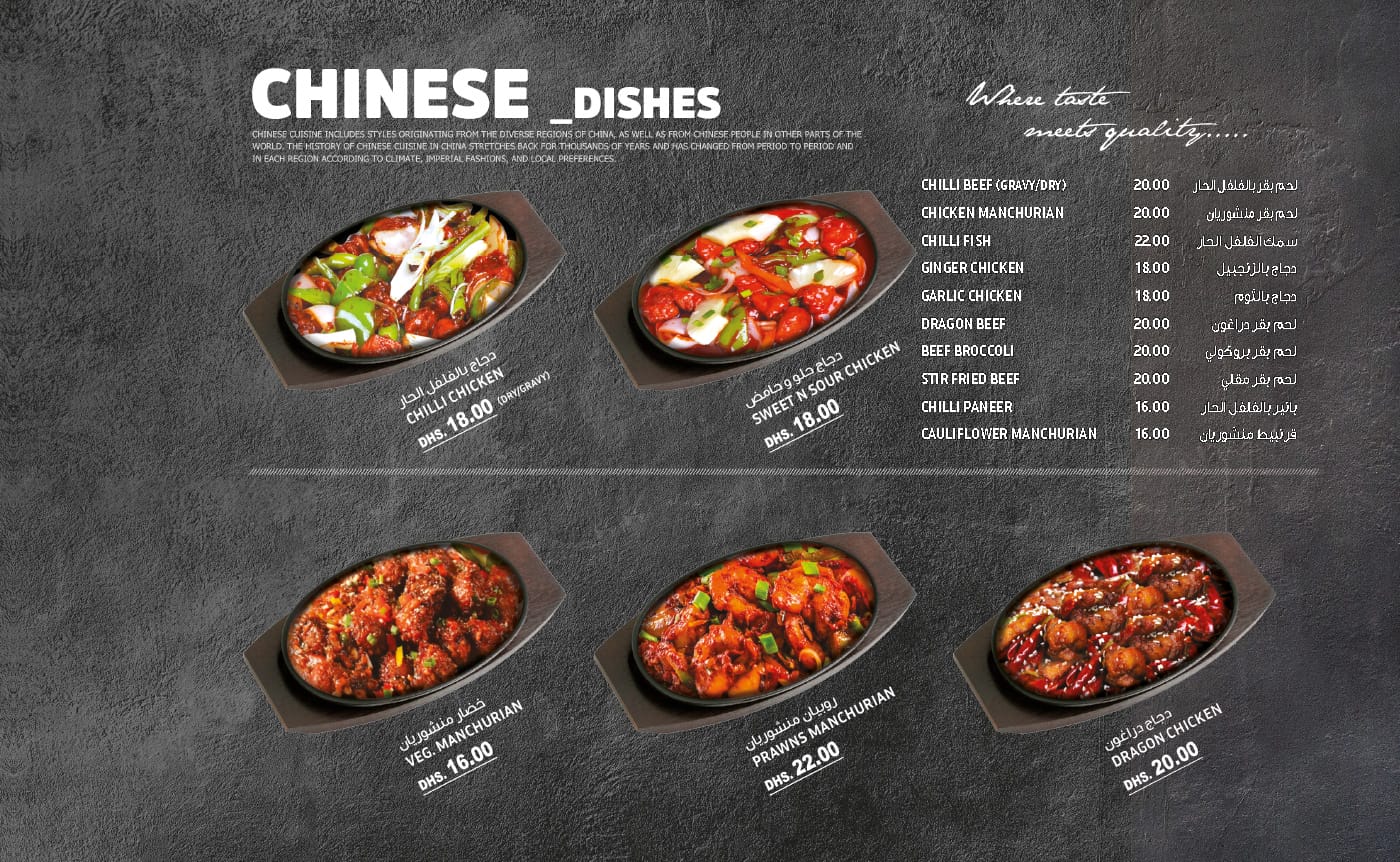 CHINESE _DISHES
CHINESE CUISINE INCLUDES STYLES ORIGINATING FROM THE DIVERSE REGIONS OF CHINA, AS WELL AS FROM CHINESE PEOPLE IN OTHER PARTS OF THE
WORLD. THE HISTORY OF CHINESE CUISINE IN CHINA STRETCHES BACK FOR THOUSANDS OF YEARS AND HAS CHANGED FROM PERIOD TO PERIOD AND
IN EACH REGION ACCORDING TO CLIMATE, IMPERIAL FASHIONS, AND LOCAL PREFERENCES.
Where taste
meets quality.....
CHILLI BEEF (GRAVY/DRY) 20.00 لحم بقر بالفلفل الحار
CHICKEN MANCHURIAN 20.00 لحم بقر منشوريان
CHILLI FISH 22.00 سمك الفلفل الحار
GINGER CHICKEN 18.00 دجاج بالزنجبيل
GARLIC CHICKEN 18.00 دجاج بالثوم
DRAGON BEEF 20.00 لحم بقر دراغون
BEEF BROCCOLI 20.00 لحم بقر بروكولي
STIR FRIED BEEF 20.00 لحم بقر مقلي
CHILLI PANEER 16.00 بانير بالفلفل الحار
CAULIFLOWER MANCHURIAN 16.00 قرنبيط منشوريان
دجاج بالفلفل الحار
CHILLI CHICKEN
DHS. 18.00 (DRY/GRAVY)
دجاج حلو و حامض
SWEET N SOUR CHICKEN
DHS. 18.00
خضار منشوريان
VEG. MANCHURIAN
DHS. 16.00
روبيان منشوريان
PRAWNS MANCHURIAN
DHS. 22.00
دجاج دراغون
DRAGON CHICKEN
DHS. 20.00